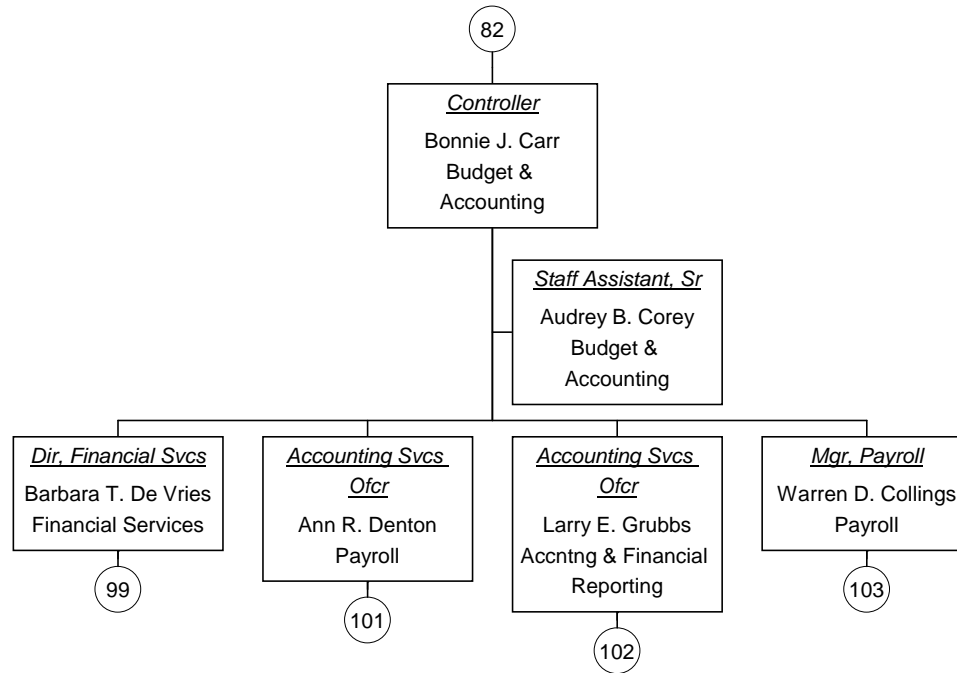 82
Controller
Bonnie J. Carr
Budget &
Accounting
Staff Assistant, Sr
Audrey B. Corey
Budget &
Accounting
Dir, Financial Svcs
Barbara T. De Vries
Financial Services
99
Accounting Svcs
Ofcr
Ann R. Denton
Payroll
101
Accounting Svcs
Ofcr
Larry E. Grubbs
Accntng & Financial
Reporting
102
Mgr, Payroll
Warren D. Collings
Payroll
103